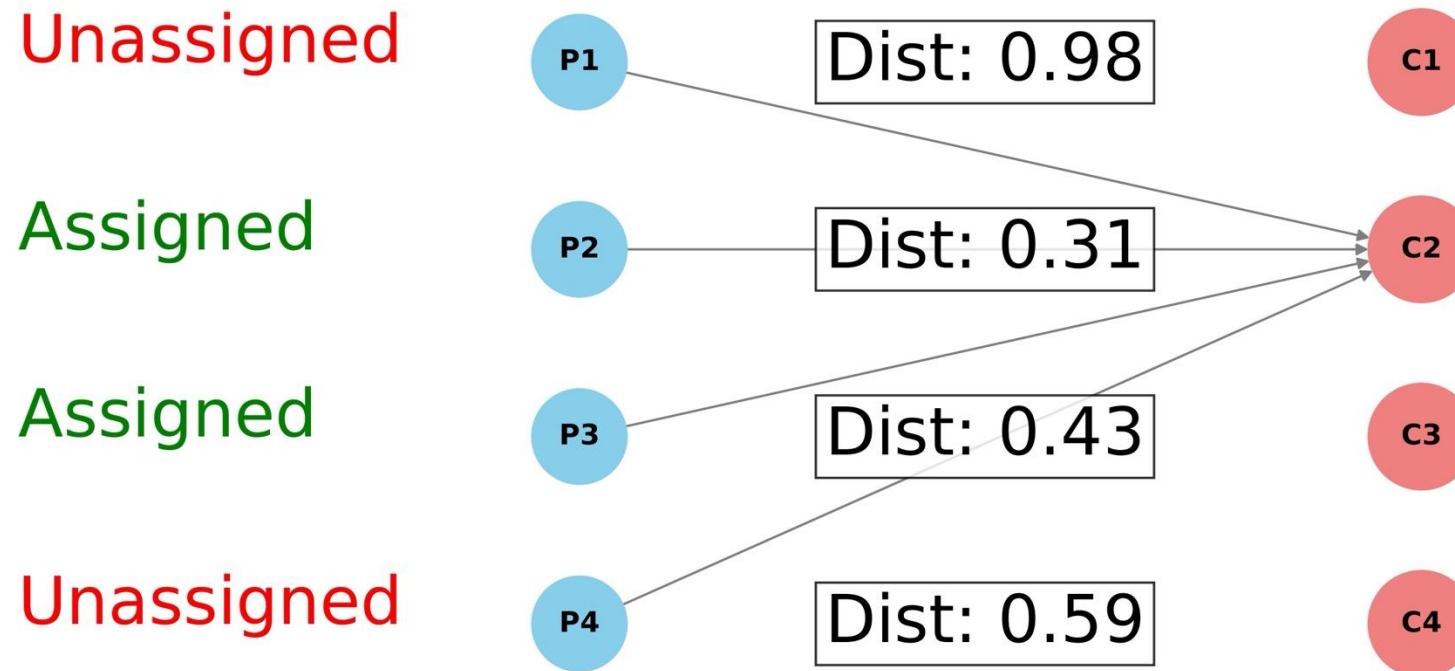 Unassigned P1 Dist: 0.98 C1
Assigned P2 Dist: 0.31 C2
Assigned P3 Dist: 0.43 C3
Unassigned P4 Dist: 0.59 C4